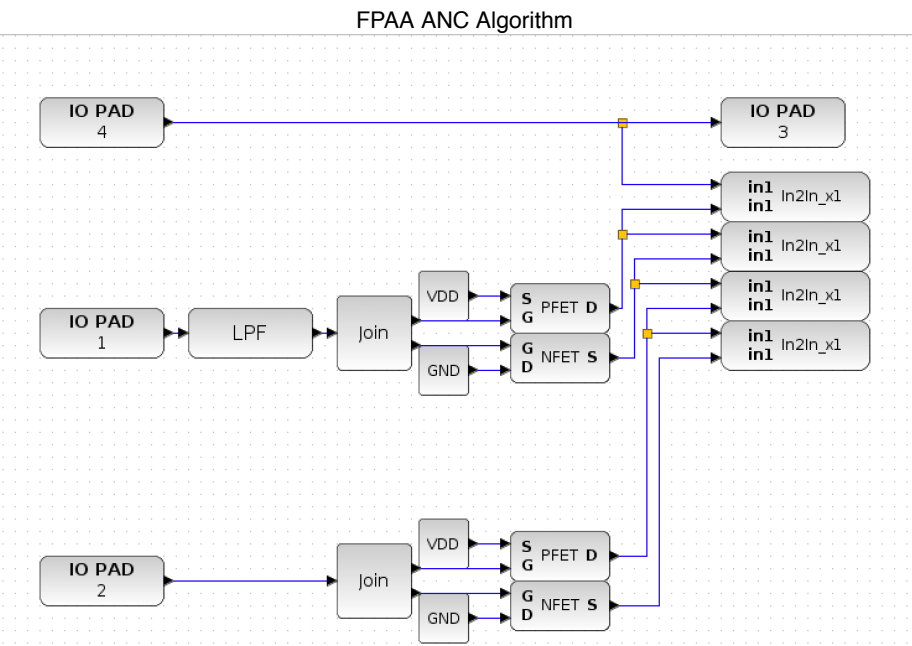 FPAA ANC Algorithm
IO PAD
4
IO PAD
3
in1
in1
In2In_x1
in1
in1
In2In_x1
in1
in1
In2In_x1
in1
in1
In2In_x1
IO PAD
1
LPF
Join
VDD
GND
S
G
PFET D
G
D
NFET S
IO PAD
2
Join
VDD
GND
S
G
PFET D
G
D
NFET S